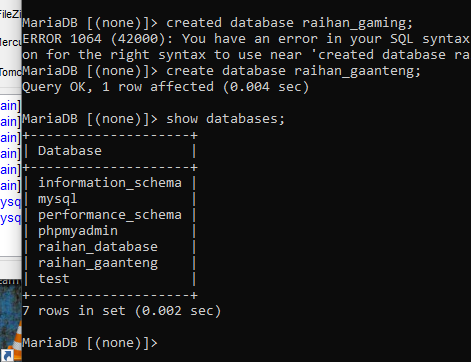 MariaDB [(none)]> created database raihan_gaming;
ERROR 1064 (42000): You have an error in your SQL syntax
on for the right syntax to use near 'created database ra
MariaDB [(none)]> create database raihan_gaanteng;
Query OK, 1 row affected (0.004 sec)
MariaDB [(none)]> show databases;
+--------------------+
| Database           |
+--------------------+
| information_schema |
| mysql              |
| performance_schema |
| phpmyadmin         |
| raihan_database    |
| raihan_gaanteng    |
| test               |
+--------------------+
7 rows in set (0.002 sec)
MariaDB [(none)]>
FileZi
Mercu
Tomc
ain]
ain]
ain]
ain]
ain]
ain]
ysq
ysq